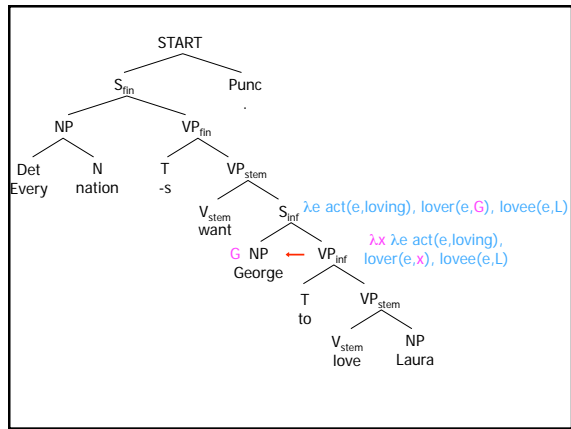 START
S_fin Punc
.
NP VP_fin
Det N T VP_stem
Every nation -s
V_stem S_inf λe act(e,loving), lover(e,G), lovee(e,L)
want
G NP ← VP_inf λx λe act(e,loving),
George lover(e,x), lovee(e,L)
T VP_stem
to
V_stem NP
love Laura